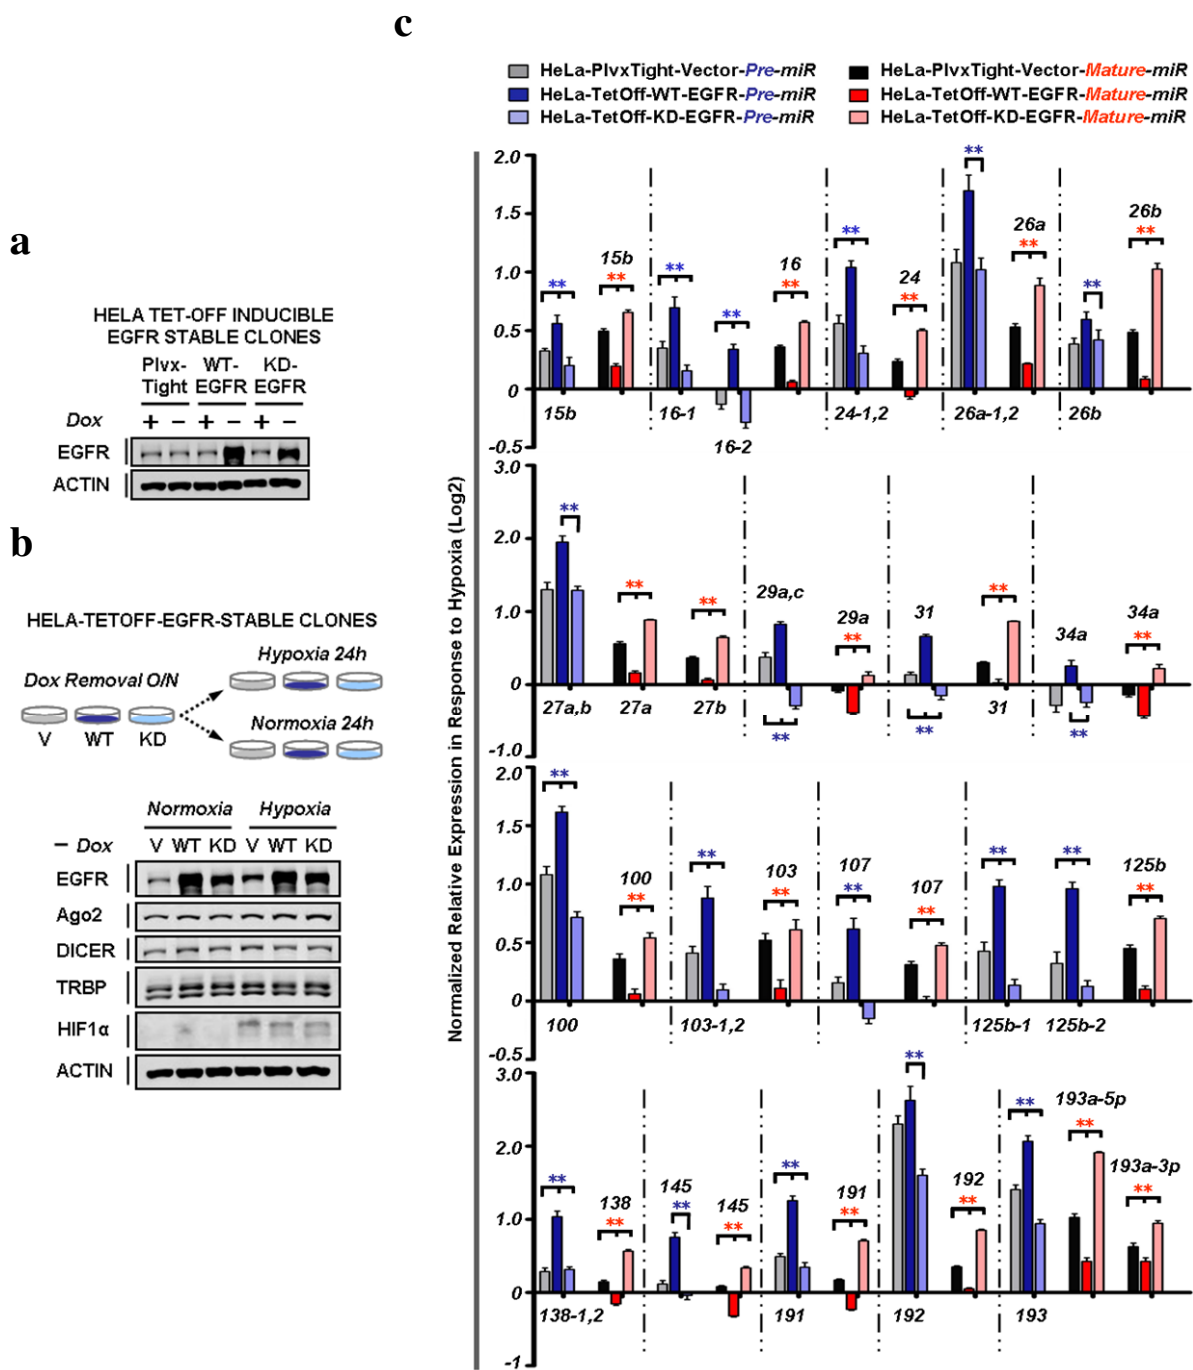 a
HELA TET-OFF INDUCIBLE
EGFR STABLE CLONES
Plvx-
Tight
WT-
EGFR
KD-
EGFR
Dox + − + − + −
EGFR
ACTIN
b
HELA-TETOFF-EGFR-STABLE CLONES
Hypoxia 24h
Dox Removal O/N
Normoxia 24h
V WT KD
Normoxia Hypoxia
− Dox V WT KD V WT KD
EGFR
Ago2
DICER
TRBP
HIF1α
ACTIN
c
HeLa-PlvxTight-Vector-Pre-miR
HeLa-TetOff-WT-EGFR-Pre-miR
HeLa-TetOff-KD-EGFR-Pre-miR
HeLa-PlvxTight-Vector-Mature-miR
HeLa-TetOff-WT-EGFR-Mature-miR
HeLa-TetOff-KD-EGFR-Mature-miR
Normalized Relative Expression in Response to Hypoxia (Log2)
2.0
1.5
1.0
0.5
0
-0.5
** ** ** ** ** ** ** ** ** ** ** **
15b 16 24 26a 26b
15b 16-1 16-2 24-1,2 26a-1,2 26b
3.0
2.0
1.0
0
-1.0
** ** ** ** ** ** ** ** ** **
29a,c 29a 31 34a 34a
27a,b 27a 27b 31
2.0
1.5
1.0
0.5
0
-0.5
** ** ** ** ** ** ** ** **
100 103 107 107 125b
100 103-1,2 125b-1 125b-2
3.0
2.0
1.0
0
-1
** ** ** ** ** ** ** ** ** ** **
138 145 145 191 192 193a-5p 193a-3p
138-1,2 191 192 193